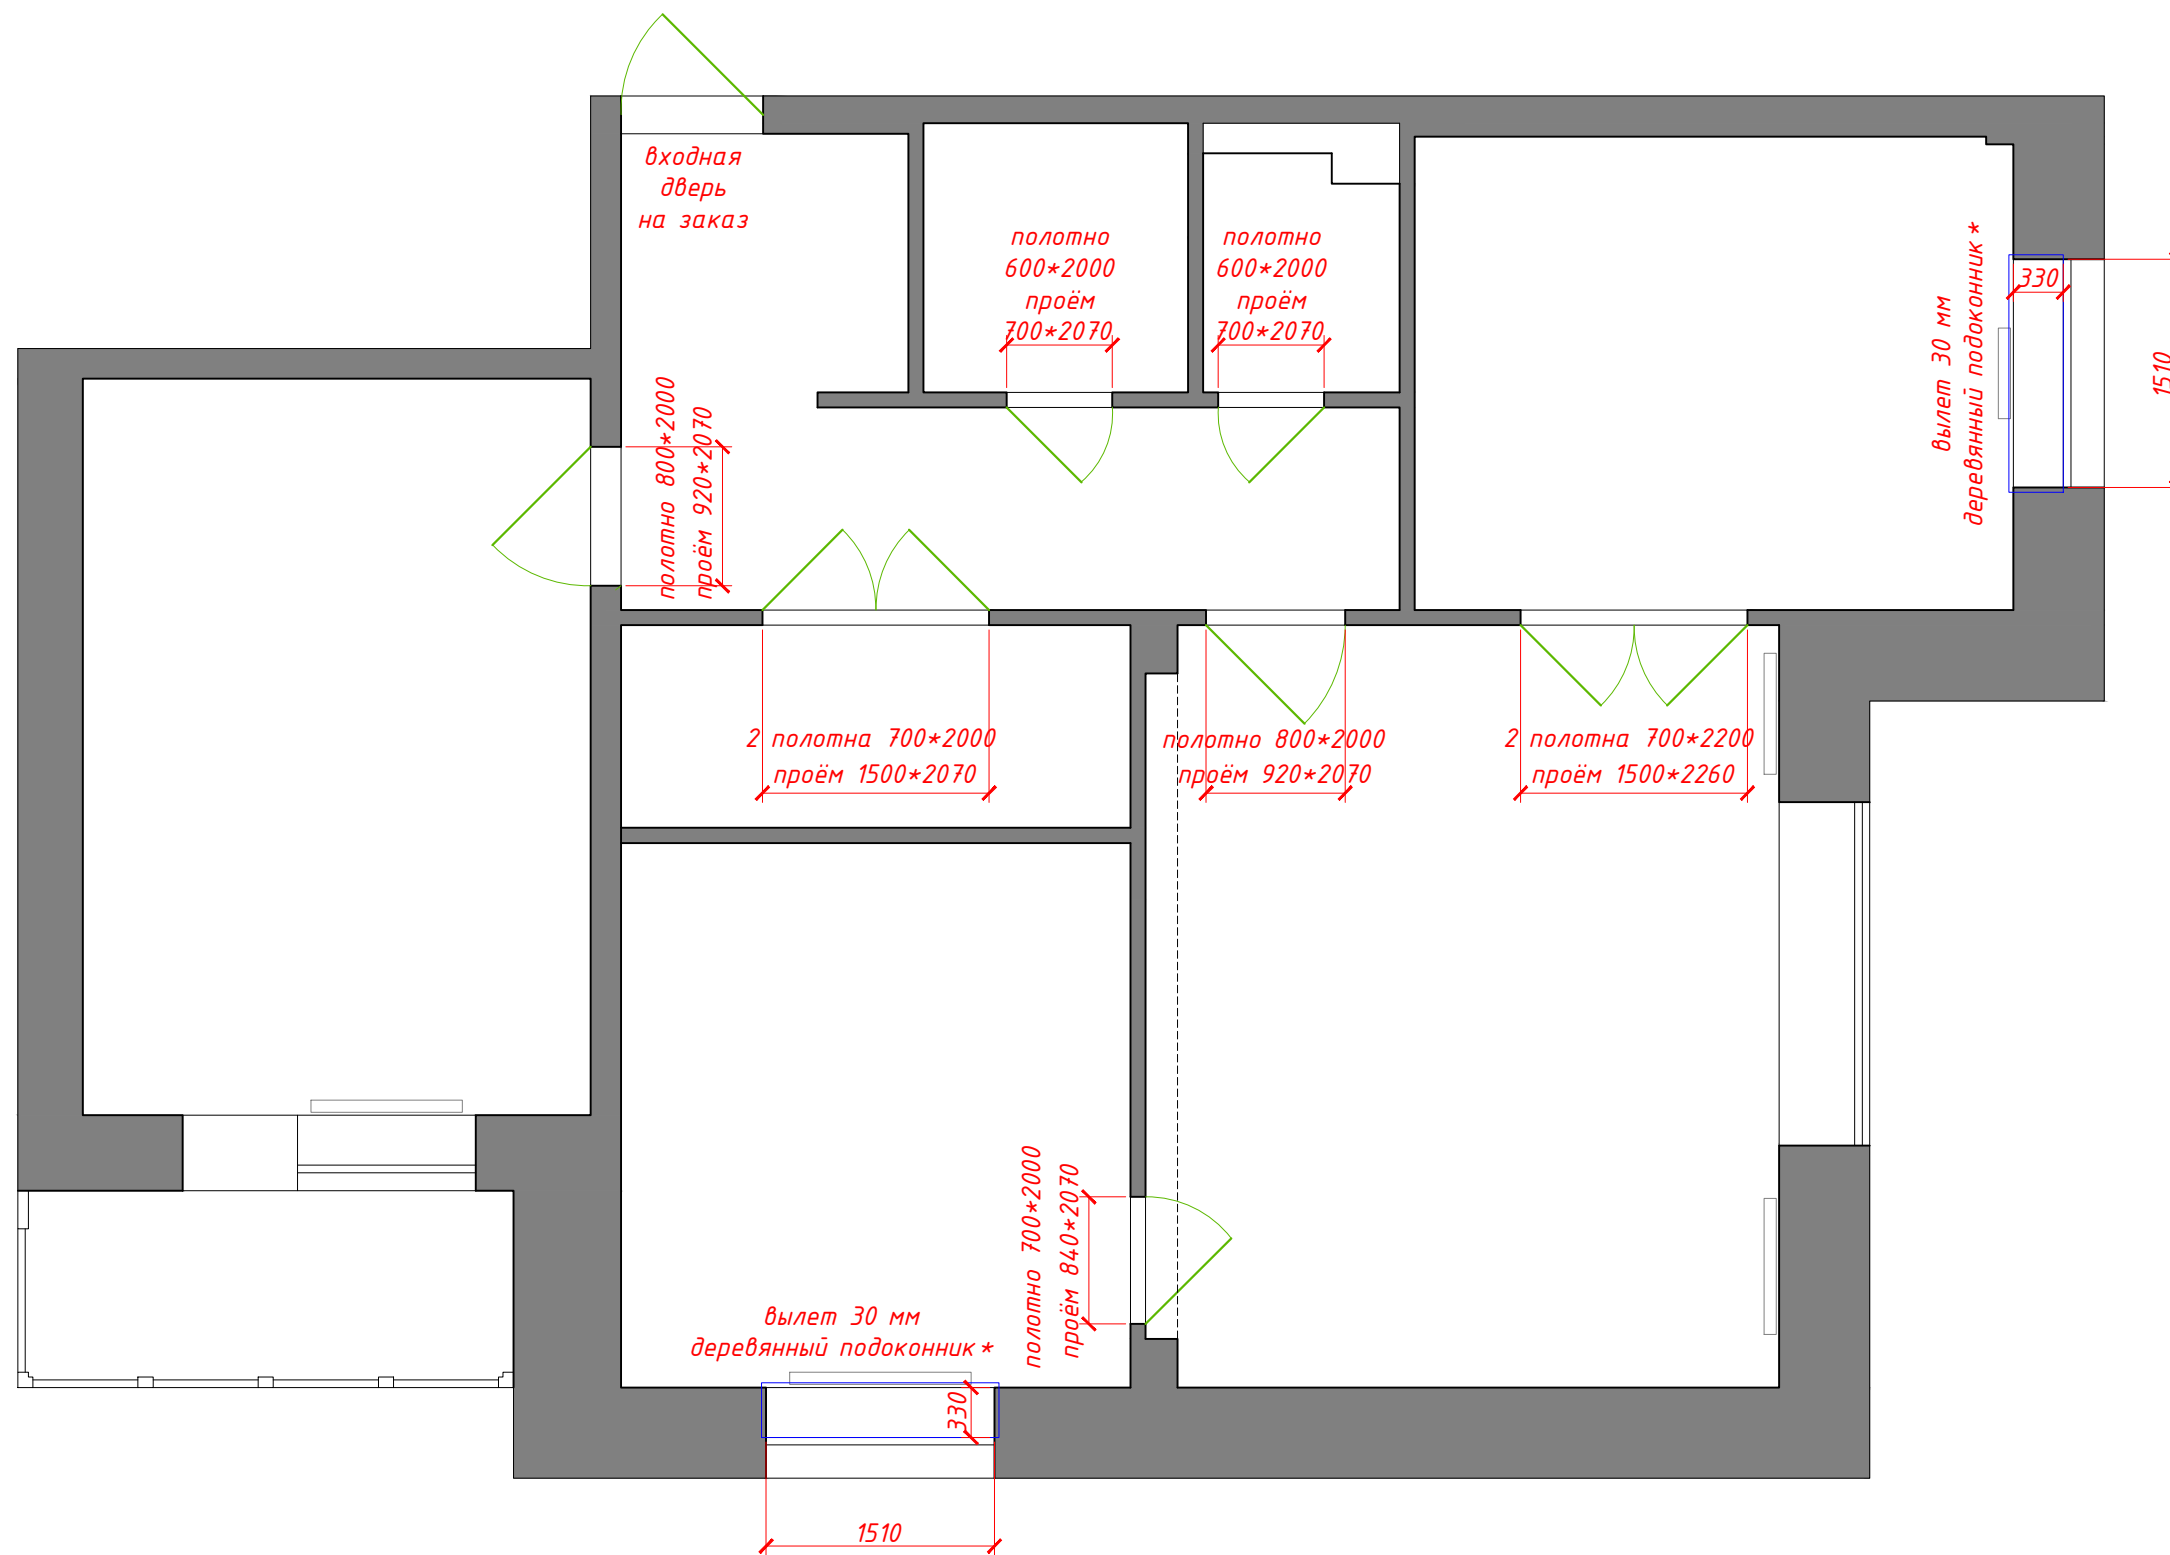 входная
дверь
на заказ
полотно
600*2000
проём
700*2070
полотно
600*2000
проём
700*2070
вылет 30 мм
деревянный подоконник*
330
1510
полотно 800*2000
проём 920*2070
2 полотна 700*2000
проём 1500*2070
полотно 800*2000
проём 920*2070
2 полотна 700*2200
проём 1500*2260
полотно 700*2000
проём 840*2070
вылет 30 мм
деревянный подоконник*
330
1510